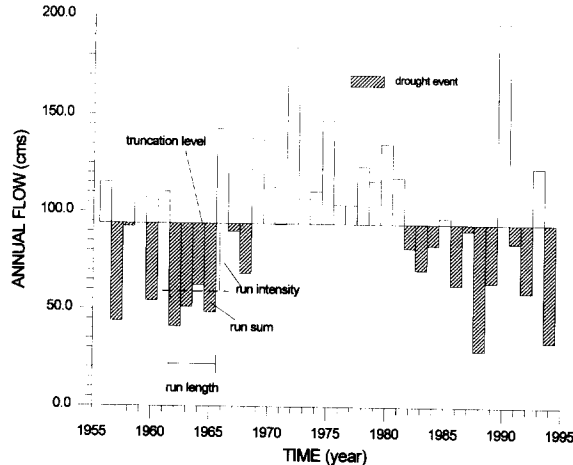 200.0
drought event
150.0
truncation level
ANNUAL FLOW (cms)
100.0
run intensity
50.0
run sum
run length
0.0
1955 1960 1965 1970 1975 1980 1985 1990 1995
TIME (year)